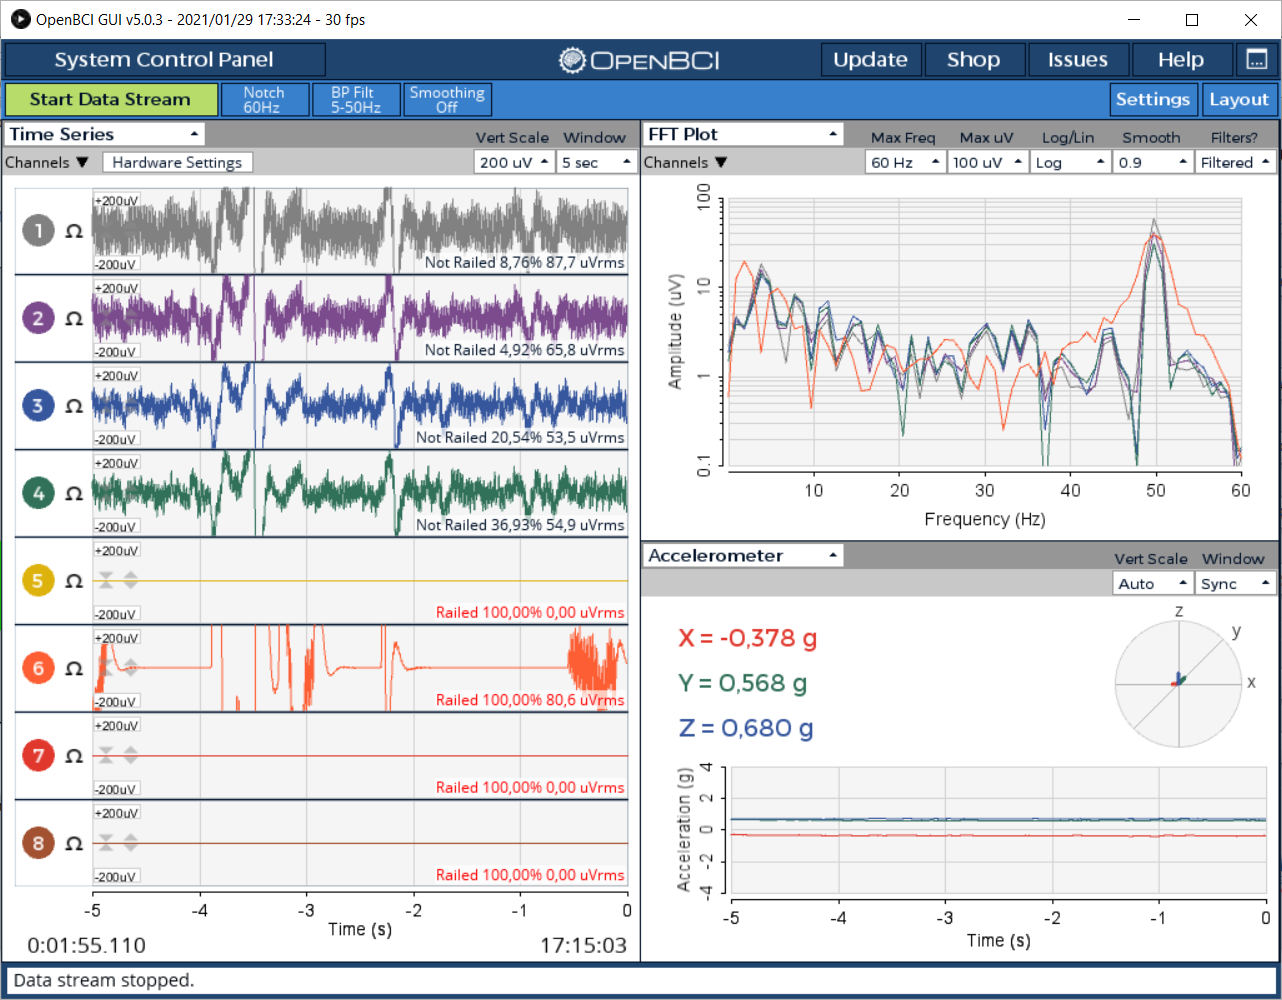 OpenBCI GUI v5.0.3 - 2021/01/29 17:33:24 - 30 fps
System Control Panel
OPENBCI
Update
Shop
Issues
Help
Start Data Stream
Notch
60Hz
BP Filt
5-50Hz
Smoothing
Off
Settings
Layout
Time Series
Vert Scale
Window
Channels
Hardware Settings
200 uV
5 sec
1
Ω
+200uV
-200uV
Not Railed 8,76% 87,7 uVrms
2
Ω
+200uV
-200uV
Not Railed 4,92% 65,8 uVrms
3
Ω
+200uV
-200uV
Not Railed 20,54% 53,5 uVrms
4
Ω
+200uV
-200uV
Not Railed 36,93% 54,9 uVrms
5
Ω
+200uV
-200uV
Railed 100,00% 0,00 uVrms
6
Ω
+200uV
-200uV
Railed 100,00% 80,6 uVrms
7
Ω
+200uV
-200uV
Railed 100,00% 0,00 uVrms
8
Ω
+200uV
-200uV
Railed 100,00% 0,00 uVrms
-5 -4 -3 -2 -1 0
Time (s)
0:01:55.110
17:15:03
FFT Plot
Max Freq
Max uV
Log/Lin
Smooth
Filters?
Channels
60 Hz
100 uV
Log
0.9
Filtered
Amplitude (uV)
100
10
1
0.1
10 20 30 40 50 60
Frequency (Hz)
Accelerometer
Vert Scale
Window
Auto
Sync
X = -0,378 g
Y = 0,568 g
Z = 0,680 g
z
y
x
Acceleration (g)
4
2
0
-2
-4
-5 -4 -3 -2 -1 0
Time (s)
Data stream stopped.